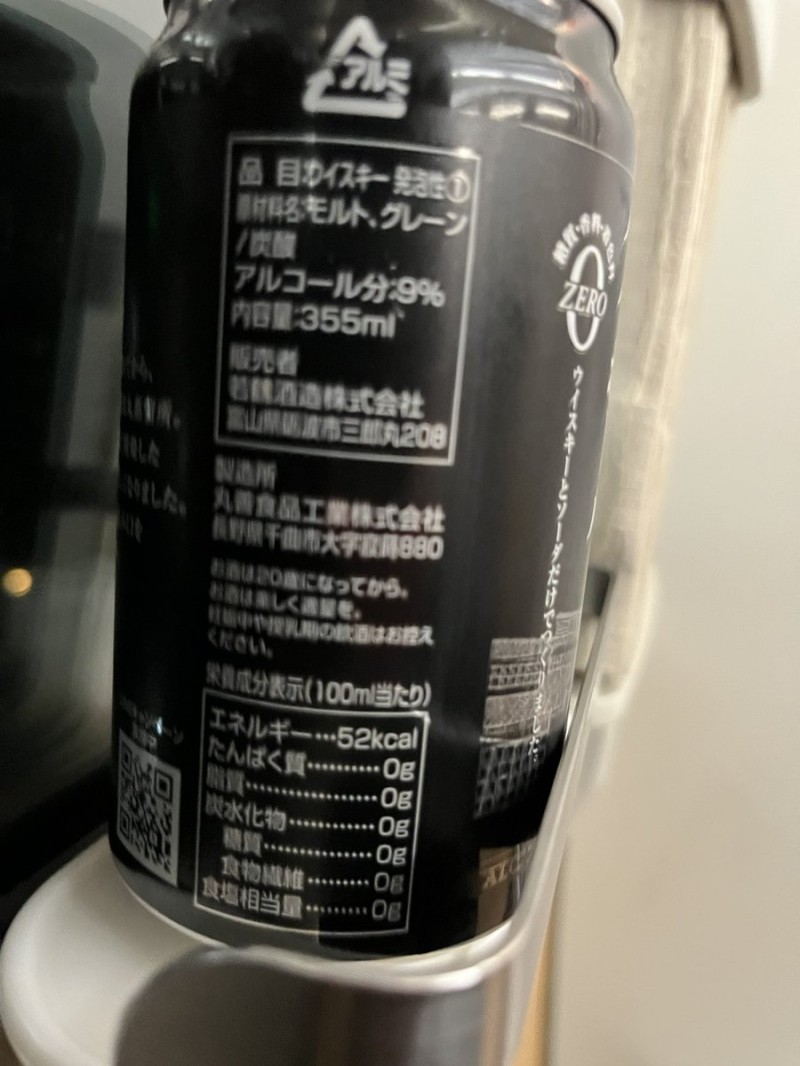 アルミ
品 目:ウイスキー 発泡性①
原材料名:モルト、グレーン
/炭酸
アルコール分:9%
内容量:355ml
販売者
若鶴酒造株式会社
富山県砺波市三郎丸208
製造所
丸善食品工業株式会社
長野県千曲市大字寂蒔880
お酒は20歳になってから。
お酒は楽しく適量を。
妊娠中や授乳期の飲酒はお控え
ください。
栄養成分表示(100ml当たり)
エネルギー…52kcal
たんぱく質………0g
脂質………………0g
炭水化物…………0g
糖質……………0g
食物繊維………0g
食塩相当量………0g
糖質・香料・着色料
ZERO
ウイスキーとソーダだけでつくりました。